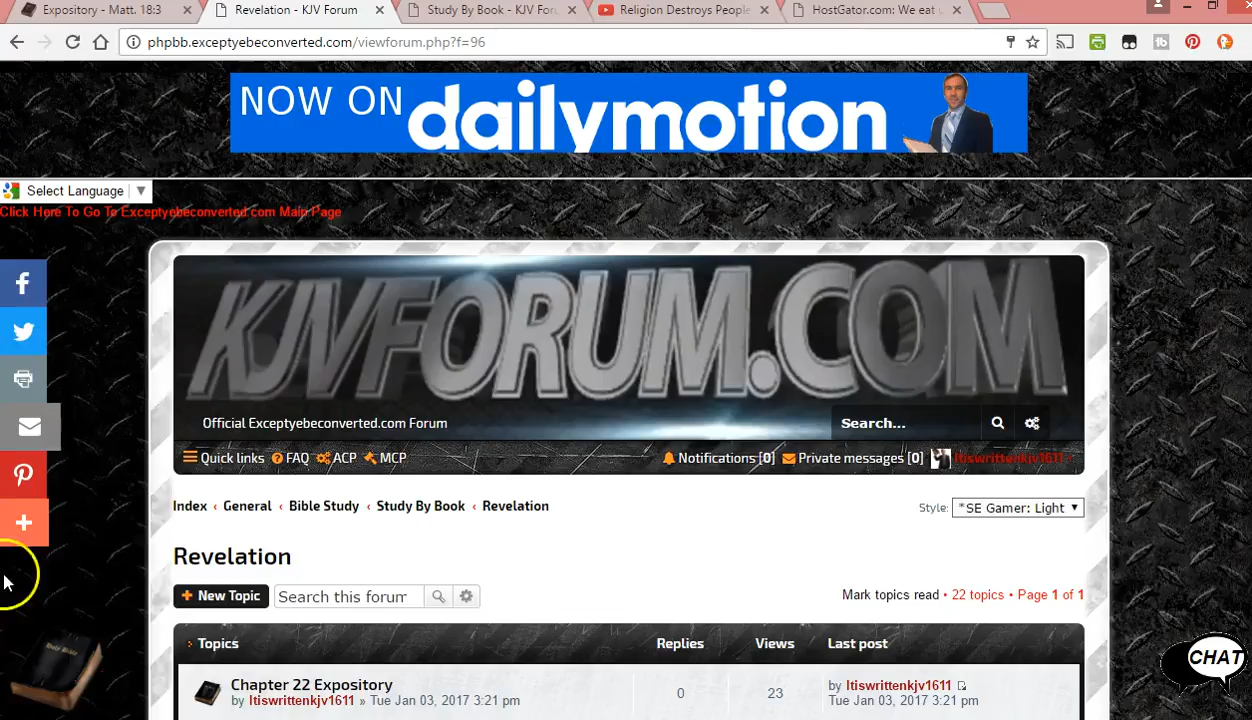 Expository - Matt. 18:3
Revelation - KJV Forum
Study By Book - KJV For
Religion Destroys People
HostGator.com: We eat
phpbb.exceptyebeconverted.com/viewforum.php?f=96
NOW ON dailymotion
Select Language
Click Here To Go To Exceptyebeconverted.com Main Page
KJVFORUM.COM
Official Exceptyebeconverted.com Forum
Search...
Quick links FAQ ACP MCP
Notifications [0] Private messages [0] Itiswrittenkjv1611
Index ‹ General ‹ Bible Study ‹ Study By Book ‹ Revelation
Style: *SE Gamer: Light
Revelation
New Topic
Search this forum
Mark topics read • 22 topics • Page 1 of 1
Topics Replies Views Last post
Chapter 22 Expository
by Itiswrittenkjv1611 » Tue Jan 03, 2017 3:21 pm
0
23
by Itiswrittenkjv1611
Tue Jan 03, 2017 3:21 pm
CHAT